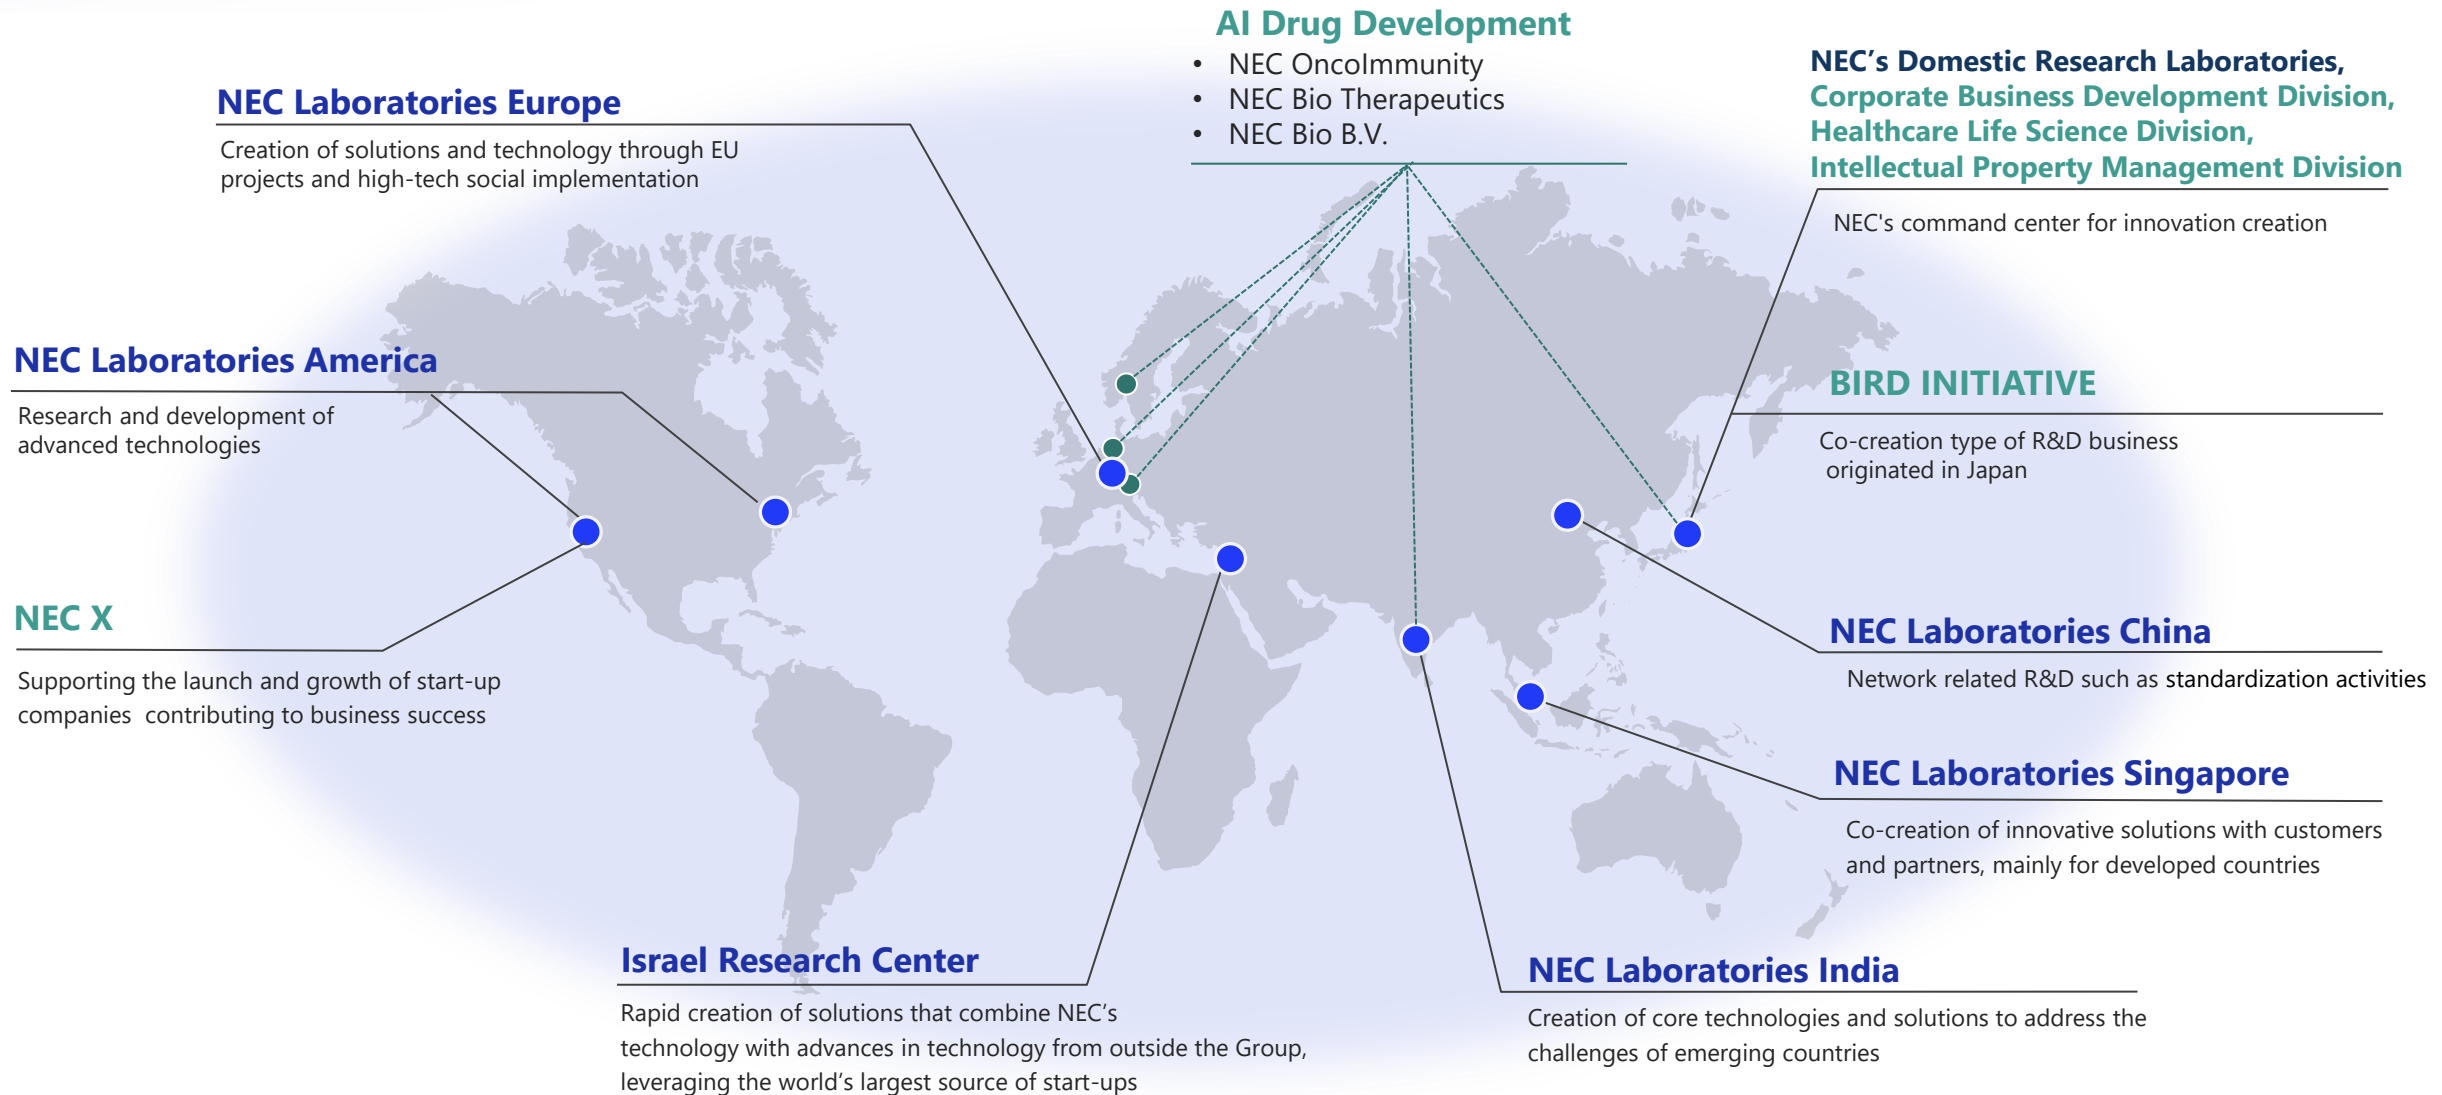 AI Drug Development
• NEC OncoImmunity
• NEC Bio Therapeutics
• NEC Bio B.V.
NEC Laboratories Europe
Creation of solutions and technology through EU
projects and high-tech social implementation
NEC’s Domestic Research Laboratories,
Corporate Business Development Division,
Healthcare Life Science Division,
Intellectual Property Management Division
NEC's command center for innovation creation
NEC Laboratories America
Research and development of
advanced technologies
BIRD INITIATIVE
Co-creation type of R&D business
originated in Japan
NEC X
Supporting the launch and growth of start-up
companies  contributing to business success
NEC Laboratories China
Network related R&D such as standardization activities
NEC Laboratories Singapore
Co-creation of innovative solutions with customers
and partners, mainly for developed countries
Israel Research Center
Rapid creation of solutions that combine NEC’s
technology with advances in technology from outside the Group,
leveraging the world’s largest source of start-ups
NEC Laboratories India
Creation of core technologies and solutions to address the
challenges of emerging countries